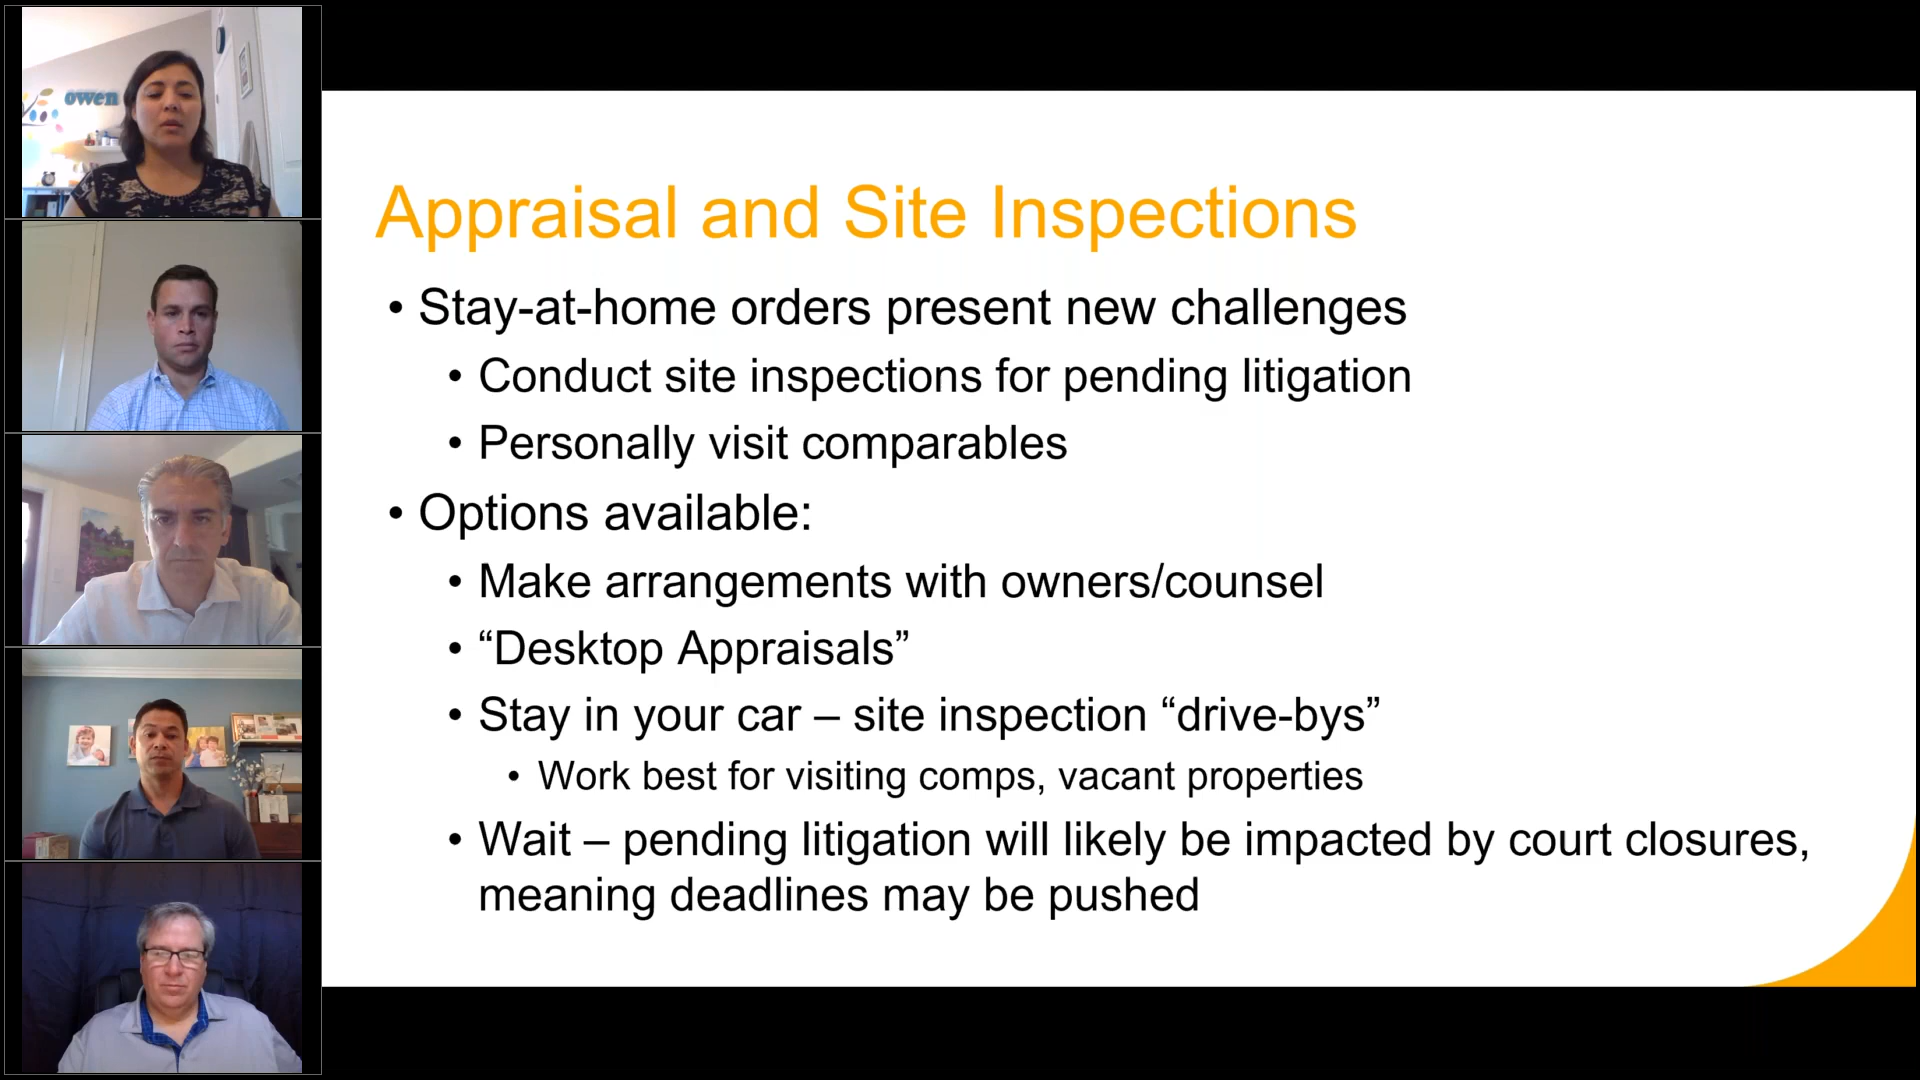 owen
Appraisal and Site Inspections
• Stay-at-home orders present new challenges
• Conduct site inspections for pending litigation
• Personally visit comparables
• Options available:
• Make arrangements with owners/counsel
• “Desktop Appraisals”
• Stay in your car – site inspection “drive-bys”
• Work best for visiting comps, vacant properties
• Wait – pending litigation will likely be impacted by court closures,
meaning deadlines may be pushed